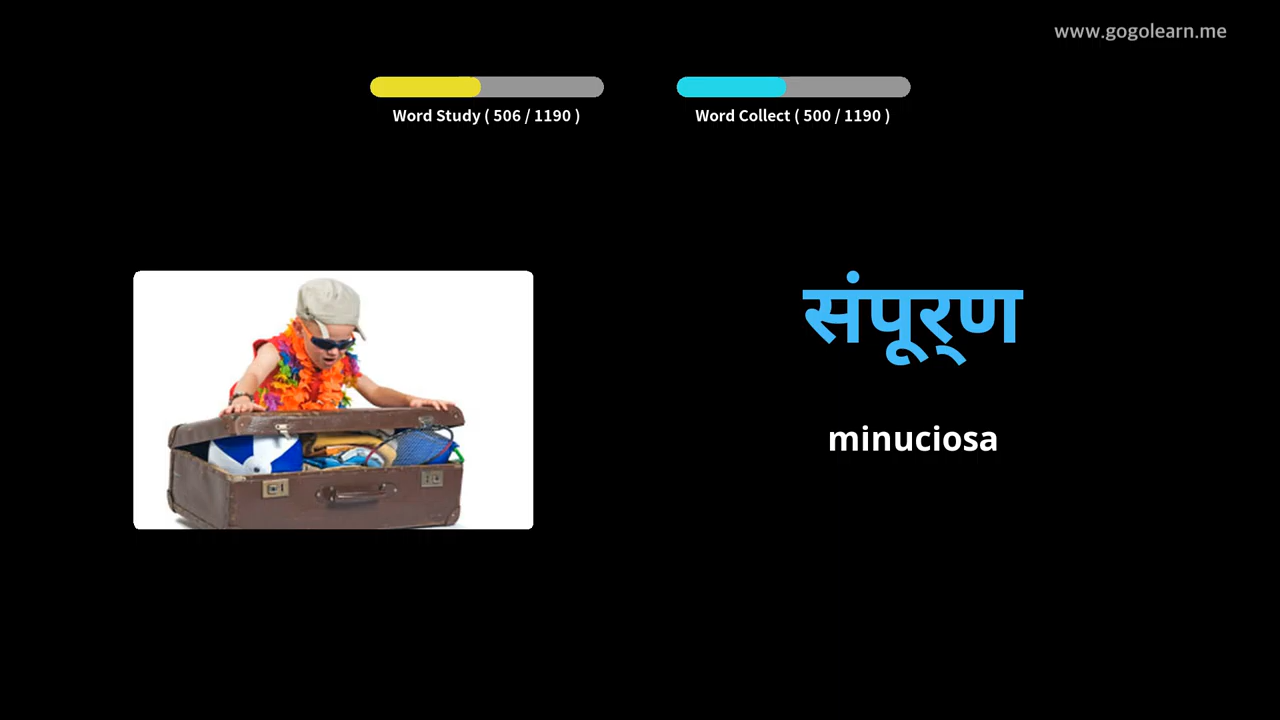 www.gogolearn.me
Word Study ( 506 / 1190 )
Word Collect ( 500 / 1190 )
संपूर्‌ण
minuciosa